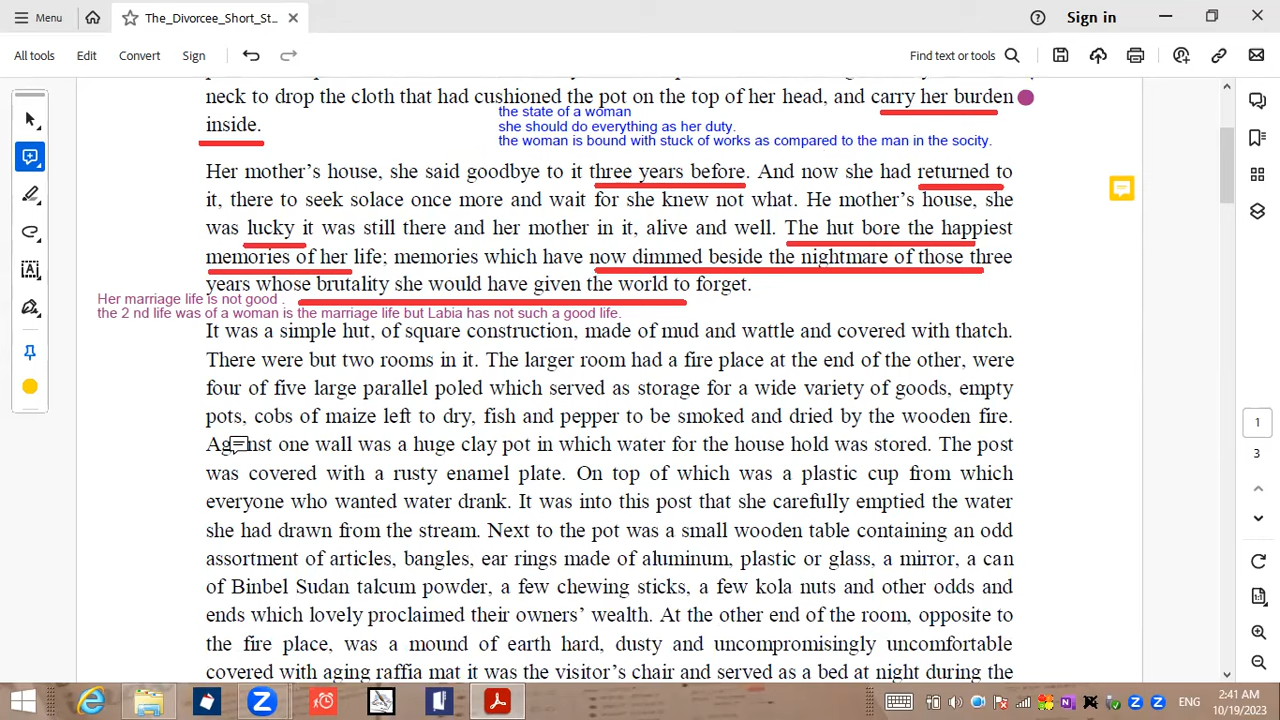 Menu
The_Divorcee_Short_St...
Sign in
All tools
Edit
Convert
Sign
Find text or tools
neck to drop the cloth that had cushioned the pot on the top of her head, and carry her burden
the state of a woman
inside.
she should do everything as her duty.
the woman is bound with stuck of works as compared to the man in the socity.
Her mother's house, she said goodbye to it three years before. And now she had returned to
it, there to seek solace once more and wait for she knew not what. He mother's house, she
was lucky it was still there and her mother in it, alive and well. The hut bore the happiest
memories of her life; memories which have now dimmed beside the nightmare of those three
years whose brutality she would have given the world to forget.
Her marriage life is not good .
the 2 nd life was of a woman is the marriage life but Labia has not such a good life.
It was a simple hut, of square construction, made of mud and wattle and covered with thatch.
There were but two rooms in it. The larger room had a fire place at the end of the other, were
four of five large parallel poled which served as storage for a wide variety of goods, empty
pots, cobs of maize left to dry, fish and pepper to be smoked and dried by the wooden fire.
Against one wall was a huge clay pot in which water for the house hold was stored. The post
was covered with a rusty enamel plate. On top of which was a plastic cup from which
everyone who wanted water drank. It was into this post that she carefully emptied the water
she had drawn from the stream. Next to the pot was a small wooden table containing an odd
assortment of articles, bangles, ear rings made of aluminum, plastic or glass, a mirror, a can
of Binbel Sudan talcum powder, a few chewing sticks, a few kola nuts and other odds and
ends which lovely proclaimed their owners' wealth. At the other end of the room, opposite to
the fire place, was a mound of earth hard, dusty and uncompromisingly uncomfortable
covered with aging raffia mat it was the visitor's chair and served as a bed at night during the
1
3
ENG
2:41 AM
10/19/2023